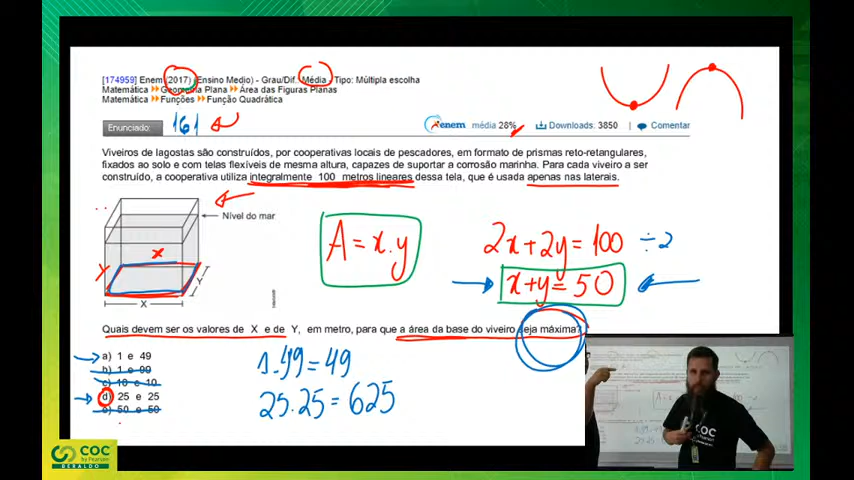 [174959] Enem (2017) (Ensino Medio) - Grau/Dif. Média - Tipo: Múltipla escolha
Matemática Geometria Plana Área das Figuras Planas
Matemática Funções Função Quadrática
Enunciado: 161 enem média 28% Downloads: 3850 Comentar
Viveiros de lagostas são construídos, por cooperativas locais de pescadores, em formato de prismas reto-retangulares,
fixados ao solo e com telas flexíveis de mesma altura, capazes de suportar a corrosão marinha. Para cada viveiro a ser
construído, a cooperativa utiliza integralmente 100 metros lineares dessa tela, que é usada apenas nas laterais.
Nível do mar
A = x.y
2x+2y=100 ÷2
x+y=50
x
Y
Y
X
Quais devem ser os valores de X e de Y, em metro, para que a área da base do viveiro seja máxima?
a) 1 e 49
b) 1 e 99
c) 10 e 10
d) 25 e 25
e) 50 e 50
1.49=49
25.25=625
COC
by Pearson
BERALDO